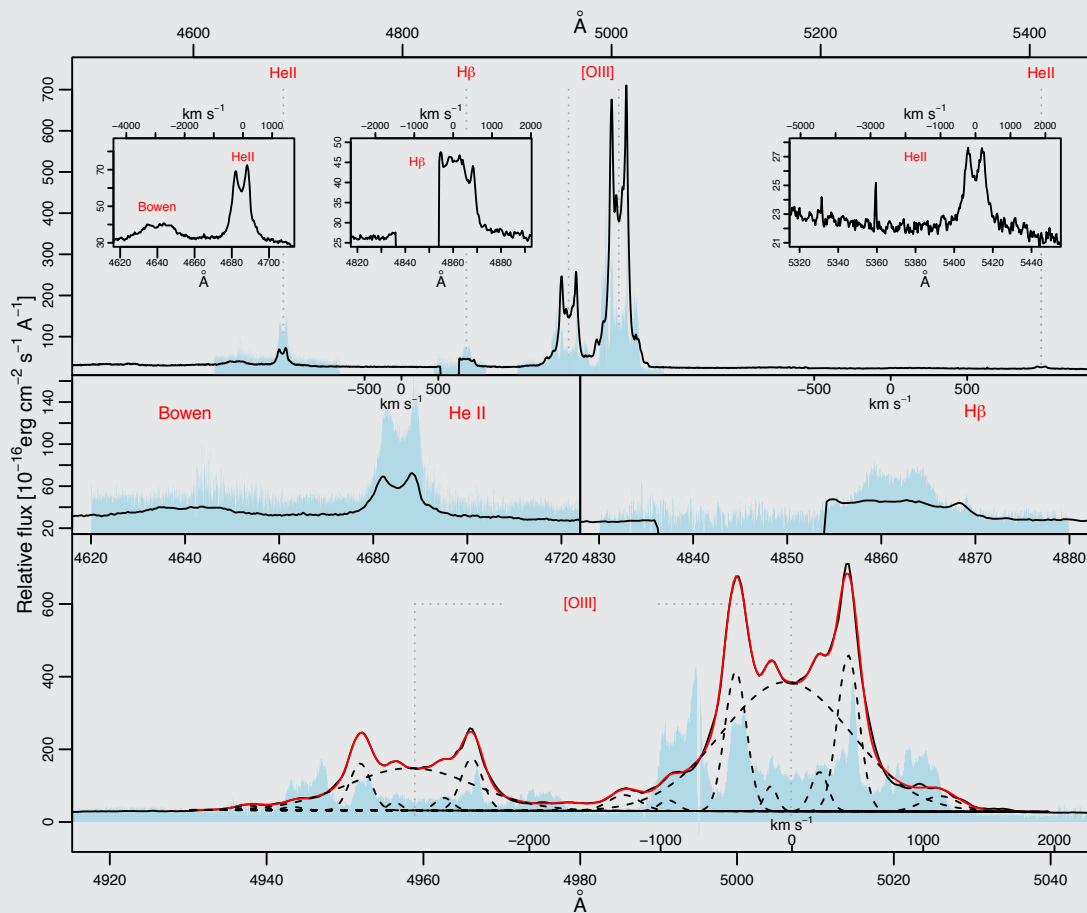 Å
4600 4800 5000 5200 5400
HeII Hβ [OIII] HeII
km s⁻¹
−4000 −2000 0 1000
HeII
Bowen
30 50 70
4620 4640 4660 4680 4700
Å
km s⁻¹
−2000 −1000 0 1000 2000
Hβ
25 30 35 40 45 50
4820 4840 4860 4880
Å
km s⁻¹
−5000 −4000 −3000 −2000 −1000 0 1000 2000
HeII
21 23 25 27
5320 5340 5360 5380 5400 5420 5440
Å
100 200 300 400 500 600 700
−500 0 500
km s⁻¹
−500 0 500
km s⁻¹
Bowen He II Hβ
20 60 100 140
4620 4640 4660 4680 4700 4720 4830 4840 4850 4860 4870 4880
Relative flux [10⁻¹⁶erg cm⁻² s⁻¹ A⁻¹]
[OIII]
0 200 400 600
km s⁻¹
−2000 −1000 0 1000 2000
4920 4940 4960 4980 5000 5020 5040
Å